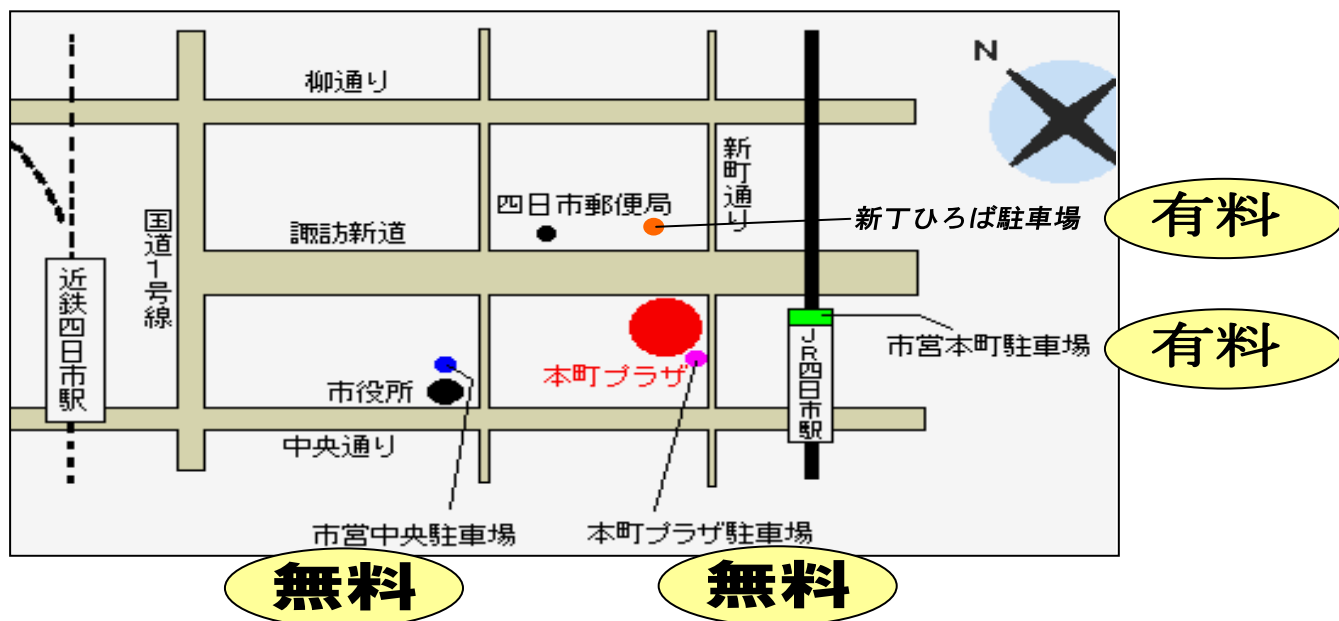 N
柳通り
新町通り
四日市郵便局
新丁ひろば駐車場
有料
国道1号線
諏訪新道
近鉄四日市駅
市営本町駐車場
有料
JR四日市駅
本町プラザ
市役所
中央通り
市営中央駐車場
本町プラザ駐車場
無料
無料